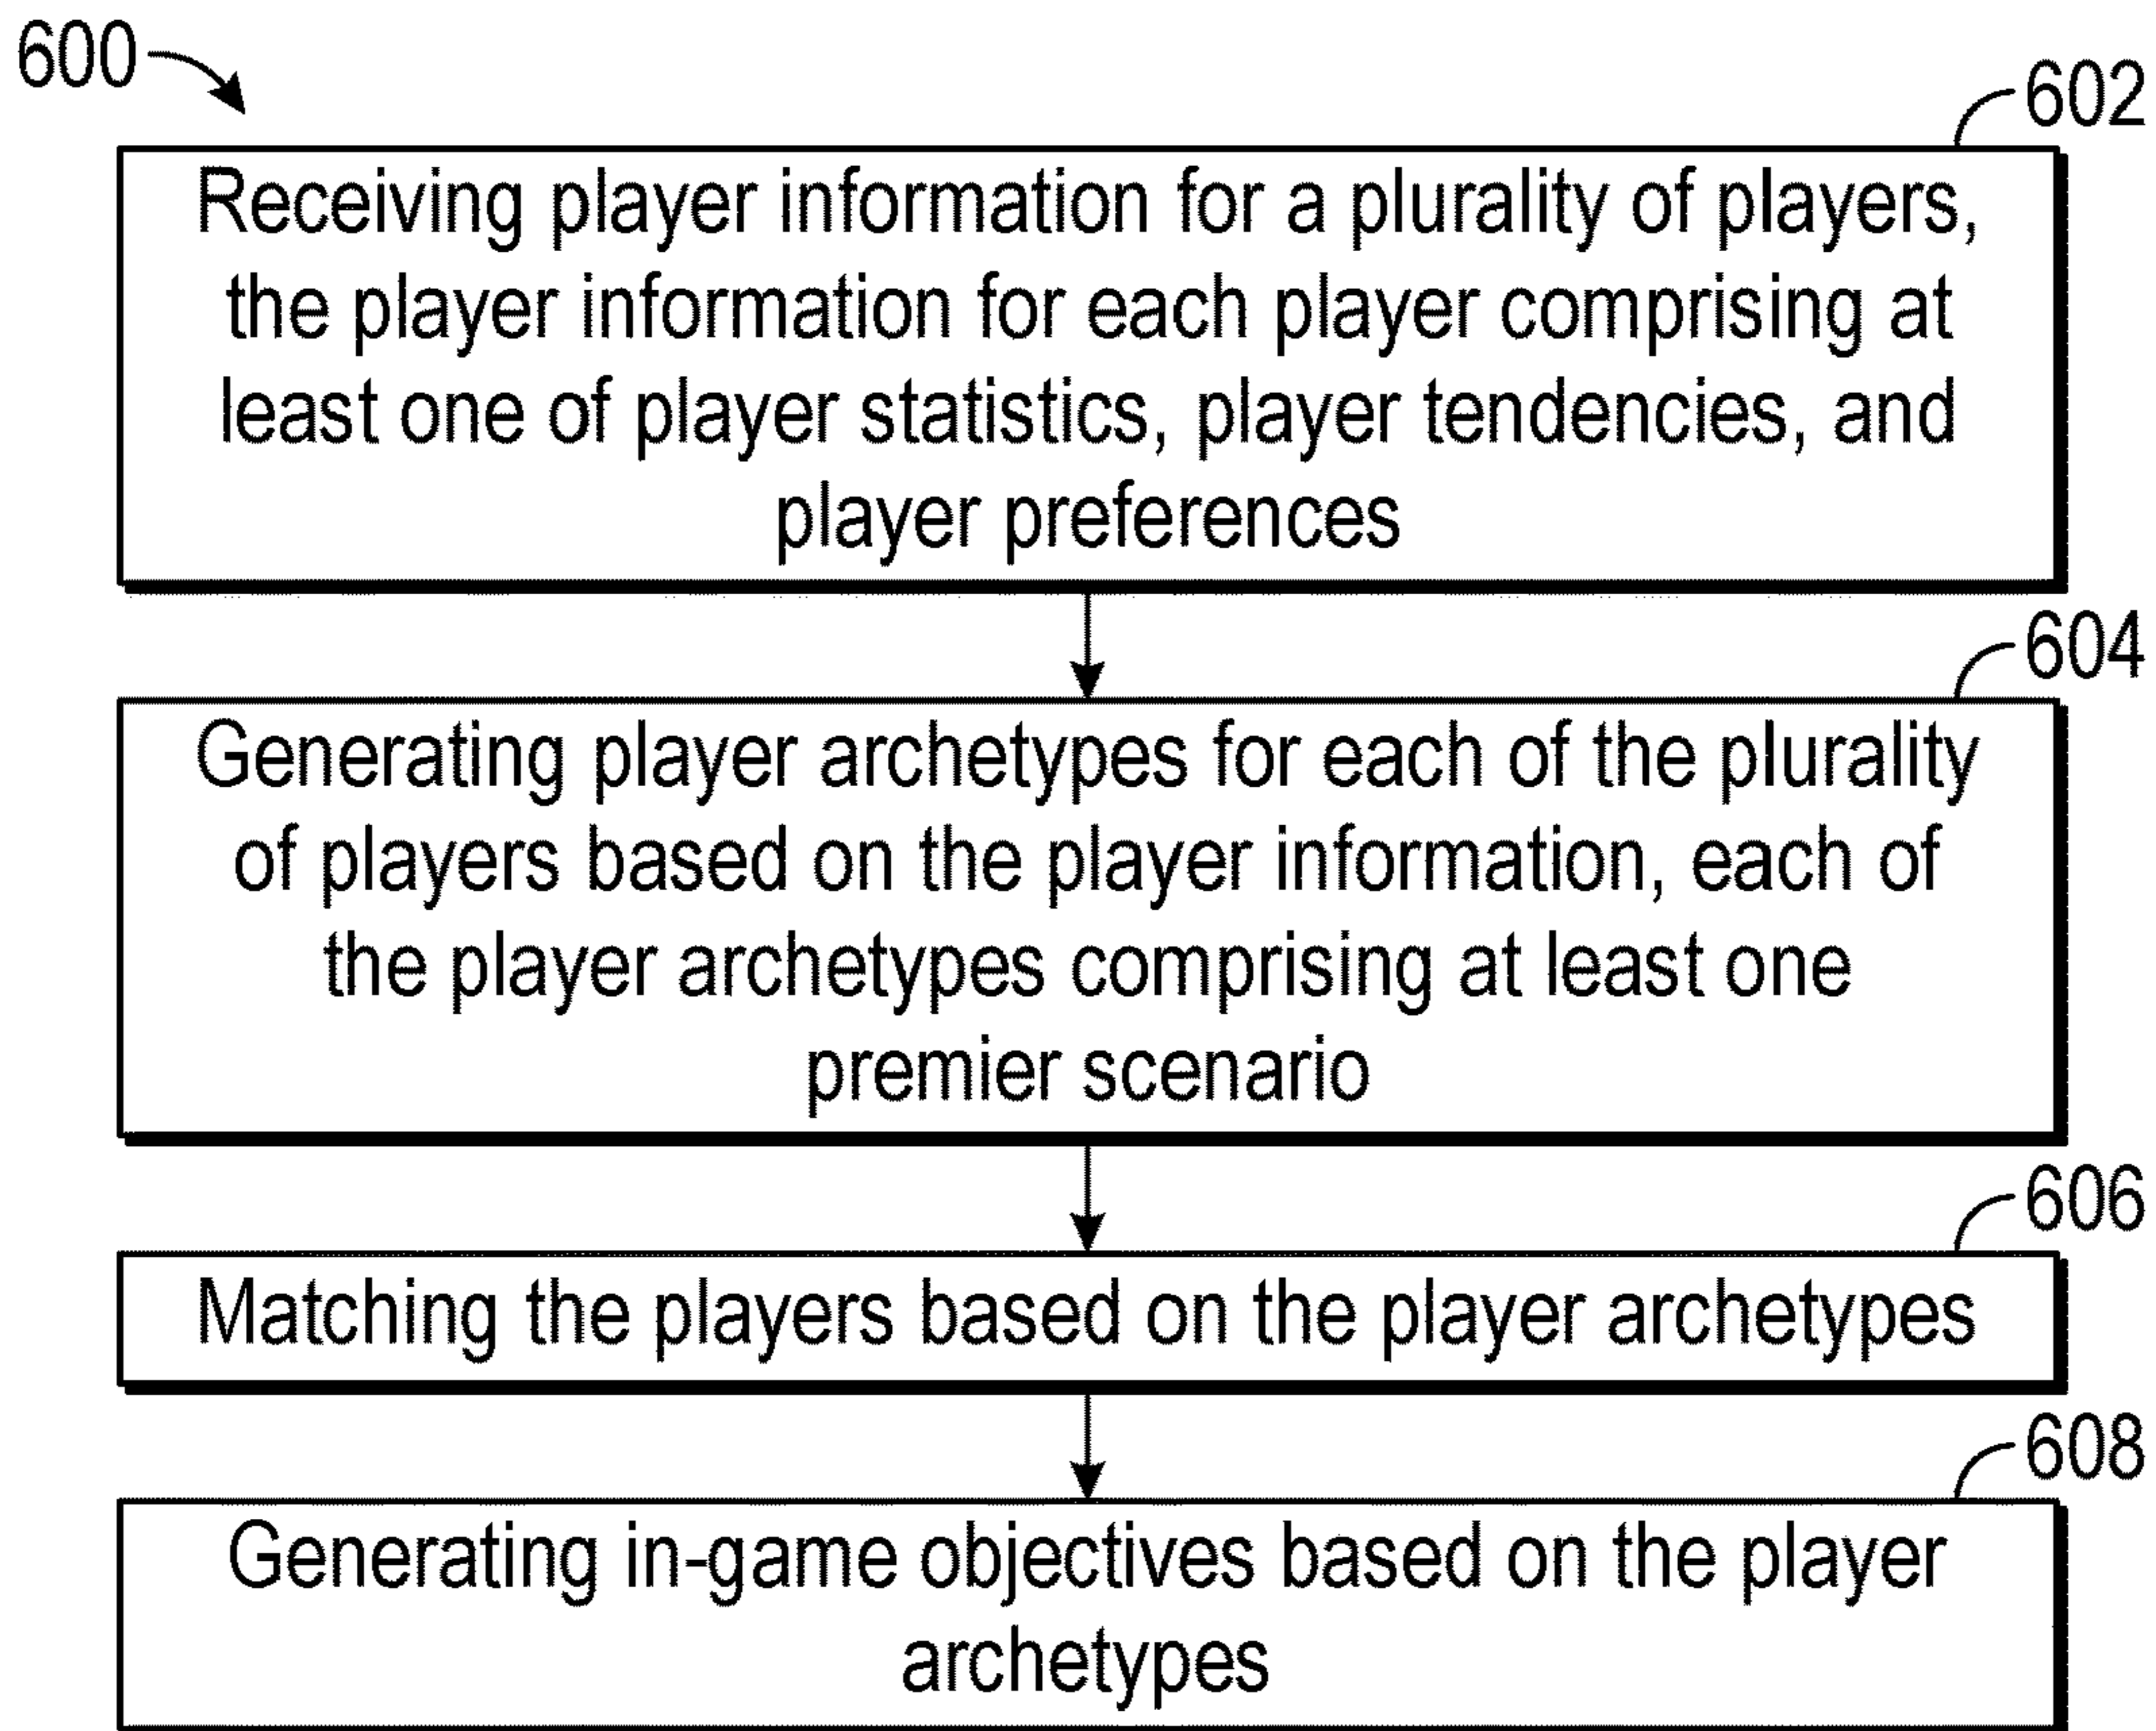 600
602
Receiving player information for a plurality of players,
the player information for each player comprising at
least one of player statistics, player tendencies, and
player preferences
604
Generating player archetypes for each of the plurality
of players based on the player information, each of
the player archetypes comprising at least one
premier scenario
606
Matching the players based on the player archetypes
608
Generating in-game objectives based on the player
archetypes